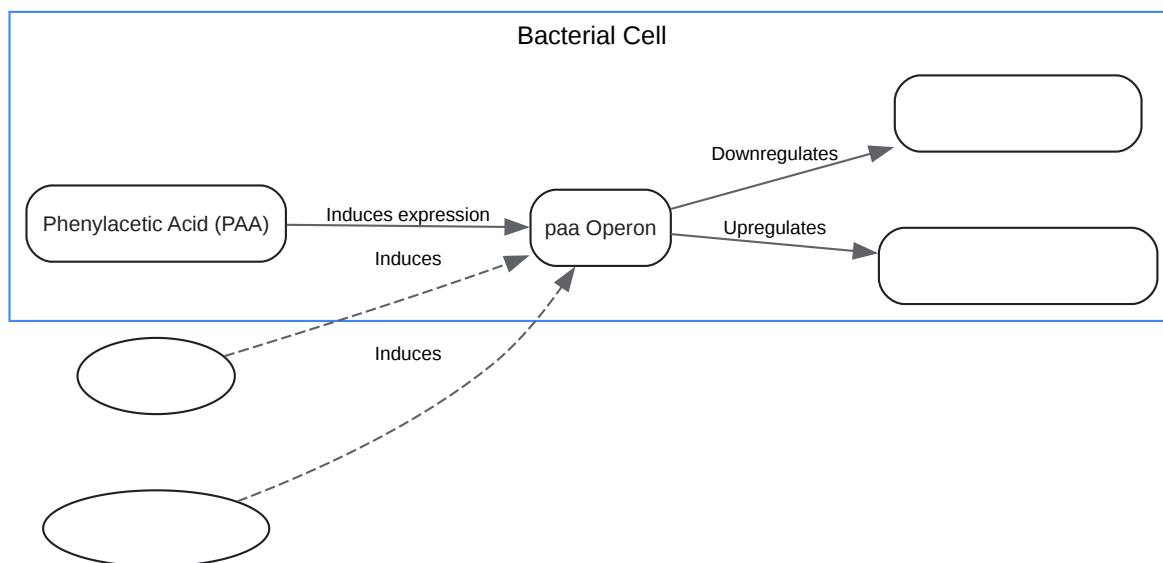 Bacterial Cell
Downregulates
Phenylacetic Acid (PAA)
Induces expression
paa Operon
Upregulates
Induces
Induces